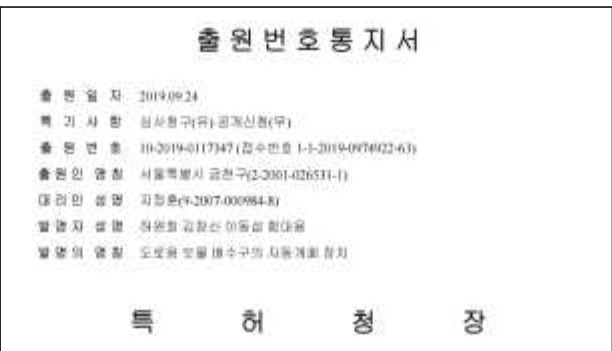 출원번호통지서
출 원 일 자 2019.09.24
특 기 사 항 심사청구(유) 공개신청(무)
출 원 번 호 10-2019-0117347 (접수번호 1-1-2019-0974922-63)
출원인 명칭 서울특별시 금천구(2-2001-026531-1)
대리인 성명 지정훈(9-2007-000984-8)
발명자 성명 허원회 김창선 이동섭 황대용
발명의 명칭 도로용 빗물 배수구의 자동개폐 장치
특 허 청 장